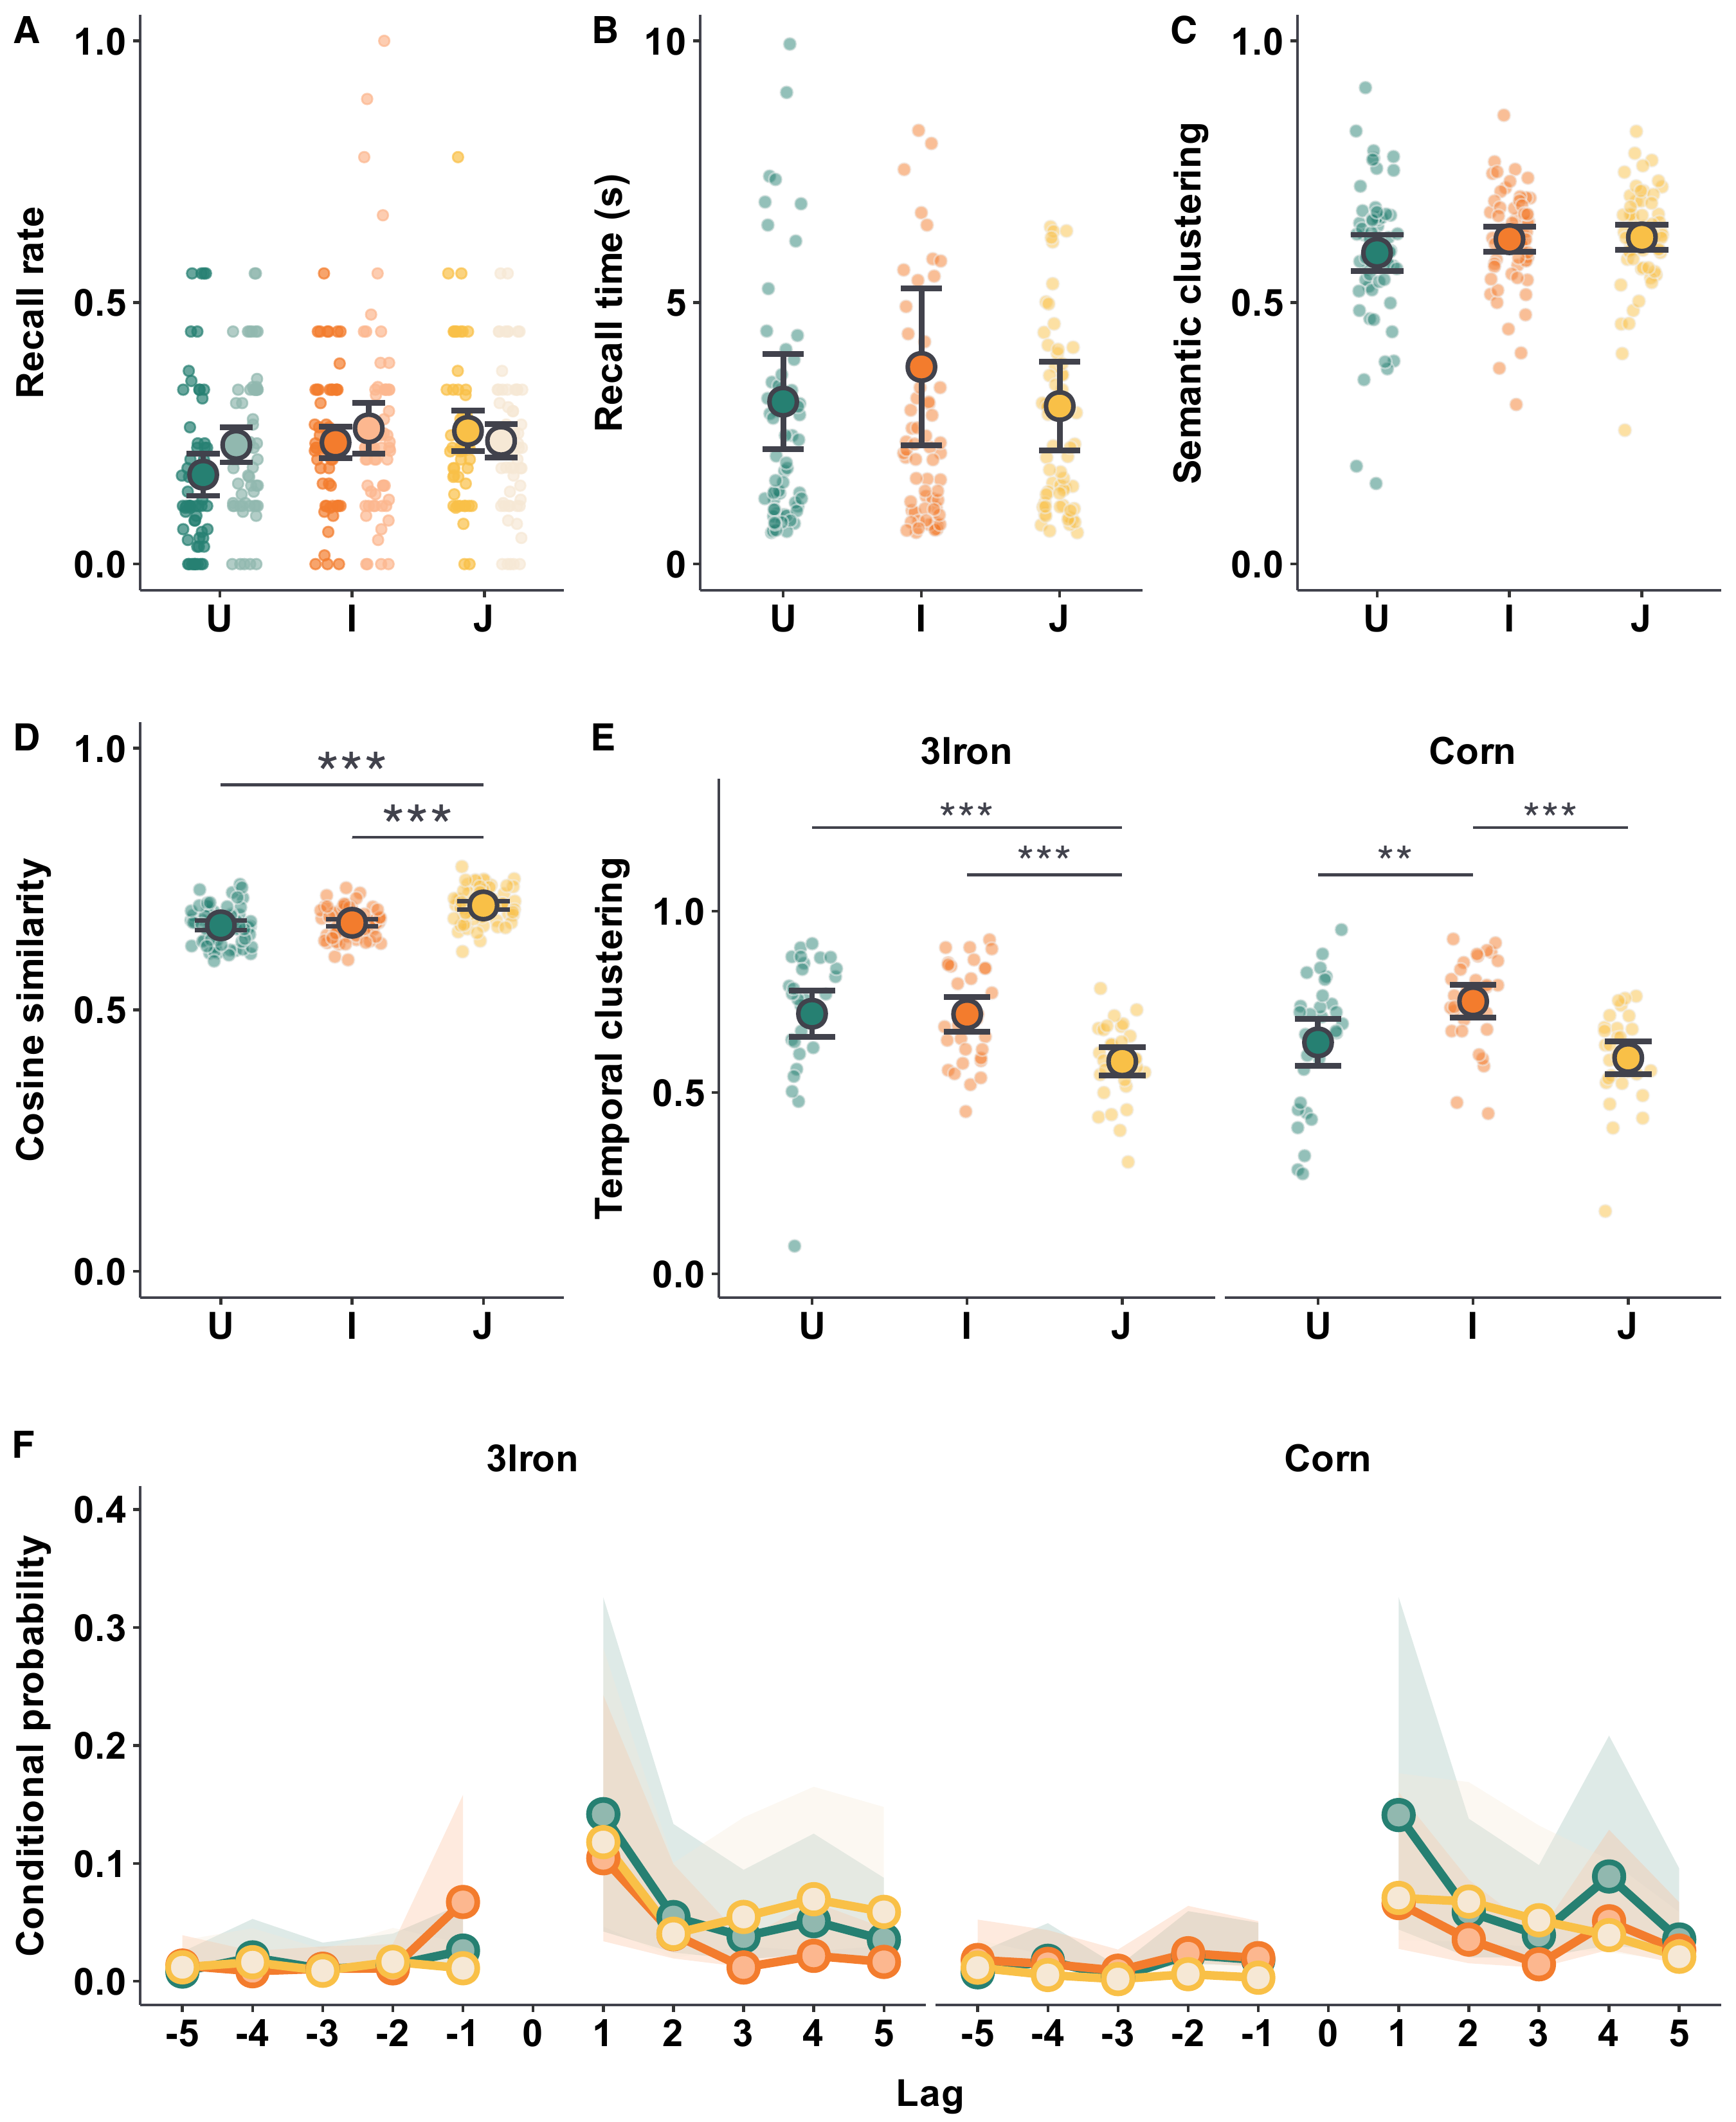 A
Recall rate
1.0
0.5
0.0
U I J
B
Recall time (s)
10
5
0
U I J
C
Semantic clustering
1.0
0.5
0.0
U I J
D
Cosine similarity
1.0
0.5
0.0
***
***
U I J
E
Temporal clustering
3Iron
Corn
1.0
0.5
0.0
***
***
***
**
U I J
U I J
F
Conditional probability
3Iron
Corn
0.4
0.3
0.2
0.1
0.0
-5 -4 -3 -2 -1 0 1 2 3 4 5
-5 -4 -3 -2 -1 0 1 2 3 4 5
Lag